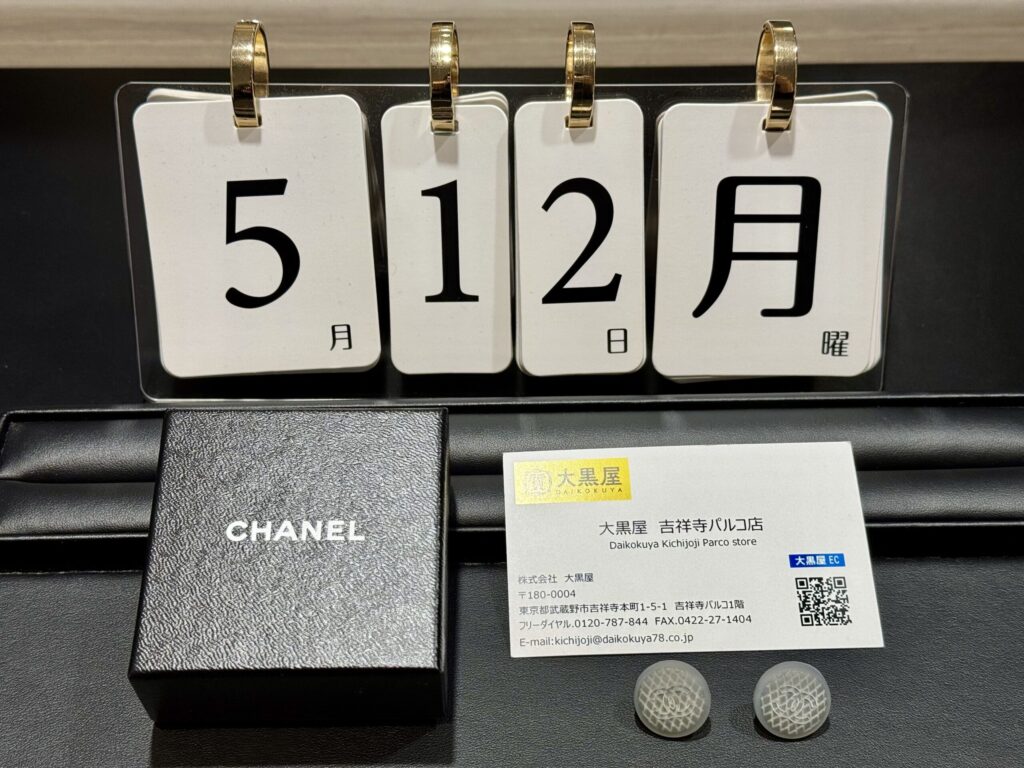 5月
12日
月曜
CHANEL
大黒屋
DAIKOKUYA
大黒屋 吉祥寺パルコ店
Daikokuya Kichijoji Parco store
大黒屋 EC
株式会社 大黒屋
〒180-0004
東京都武蔵野市吉祥寺本町1-5-1 吉祥寺パルコ1階
フリーダイヤル.0120-787-844 FAX.0422-27-1404
E-mail:kichijoji@daikokuya78.co.jp